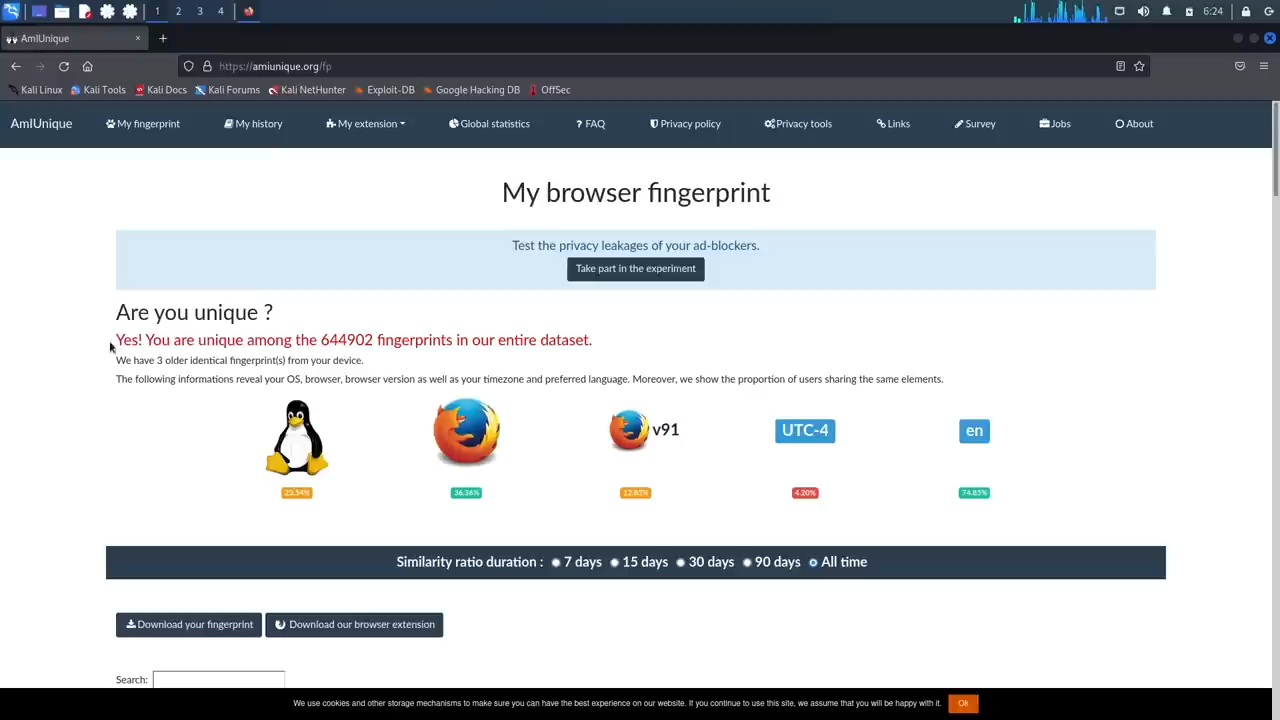 1 2 3 4 6:24
AmIUnique × +
https://amiunique.org/fp
Kali Linux Kali Tools Kali Docs Kali Forums Kali NetHunter Exploit-DB Google Hacking DB OffSec
AmIUnique My fingerprint My history My extension Global statistics ? FAQ Privacy policy Privacy tools Links Survey Jobs About
My browser fingerprint
Test the privacy leakages of your ad-blockers.
Take part in the experiment
Are you unique ?
Yes! You are unique among the 644902 fingerprints in our entire dataset.
We have 3 older identical fingerprint(s) from your device.
The following informations reveal your OS, browser, browser version as well as your timezone and preferred language. Moreover, we show the proportion of users sharing the same elements.
v91 UTC-4 en
23.54% 36.36% 12.83% 4.20% 74.85%
Similarity ratio duration : 7 days 15 days 30 days 90 days All time
Download your fingerprint Download our browser extension
Search:
We use cookies and other storage mechanisms to make sure you can have the best experience on our website. If you continue to use this site, we assume that you will be happy with it. Ok